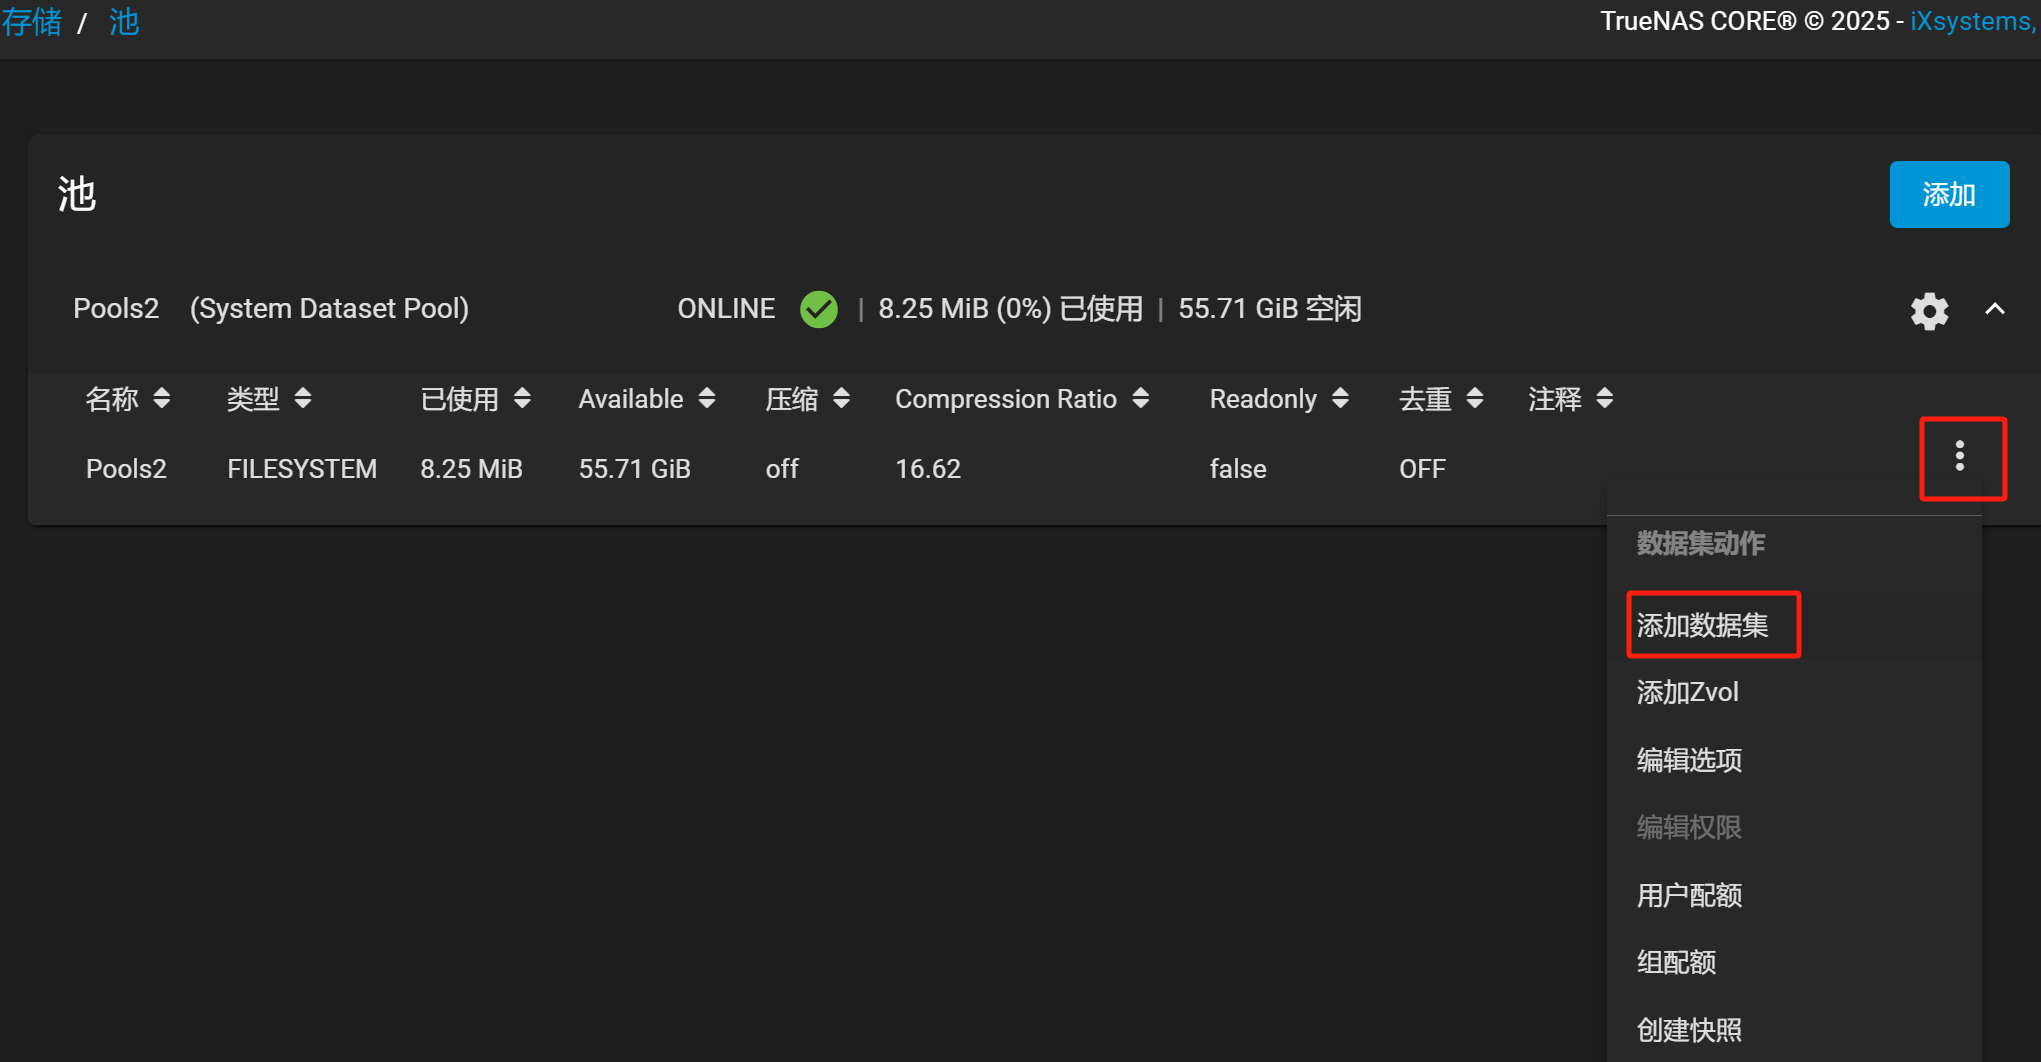 存储 / 池
TrueNAS CORE® © 2025 - iXsystems,
池
添加
Pools2 (System Dataset Pool) ONLINE | 8.25 MiB (0%) 已使用 | 55.71 GiB 空闲
名称 类型 已使用 Available 压缩 Compression Ratio Readonly 去重 注释
Pools2 FILESYSTEM 8.25 MiB 55.71 GiB off 16.62 false OFF
数据集动作
添加数据集
添加Zvol
编辑选项
编辑权限
用户配额
组配额
创建快照